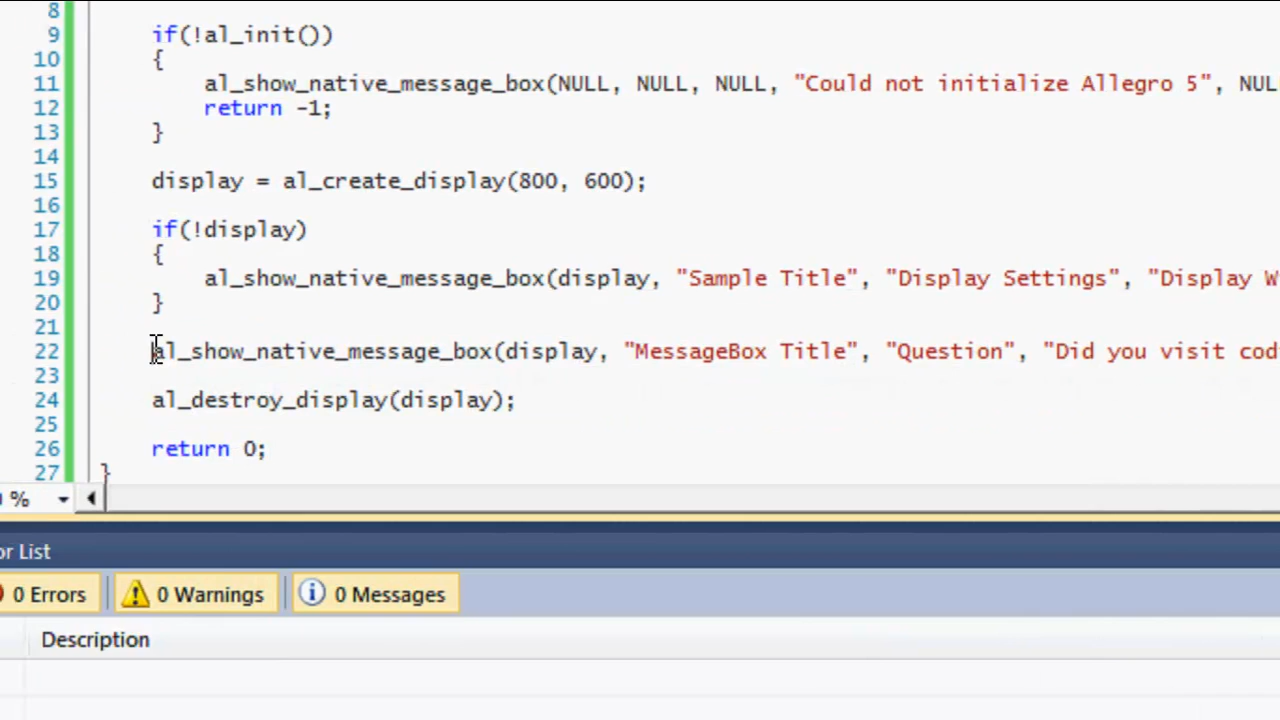 8
9 if(!al_init())
10 {
11 al_show_native_message_box(NULL, NULL, NULL, "Could not initialize Allegro 5", NUL
12 return -1;
13 }
14
15 display = al_create_display(800, 600);
16
17 if(!display)
18 {
19 al_show_native_message_box(display, "Sample Title", "Display Settings", "Display W
20 }
21
22 al_show_native_message_box(display, "MessageBox Title", "Question", "Did you visit cod
23
24 al_destroy_display(display);
25
26 return 0;
27 }
%
or List
0 Errors 0 Warnings 0 Messages
Description